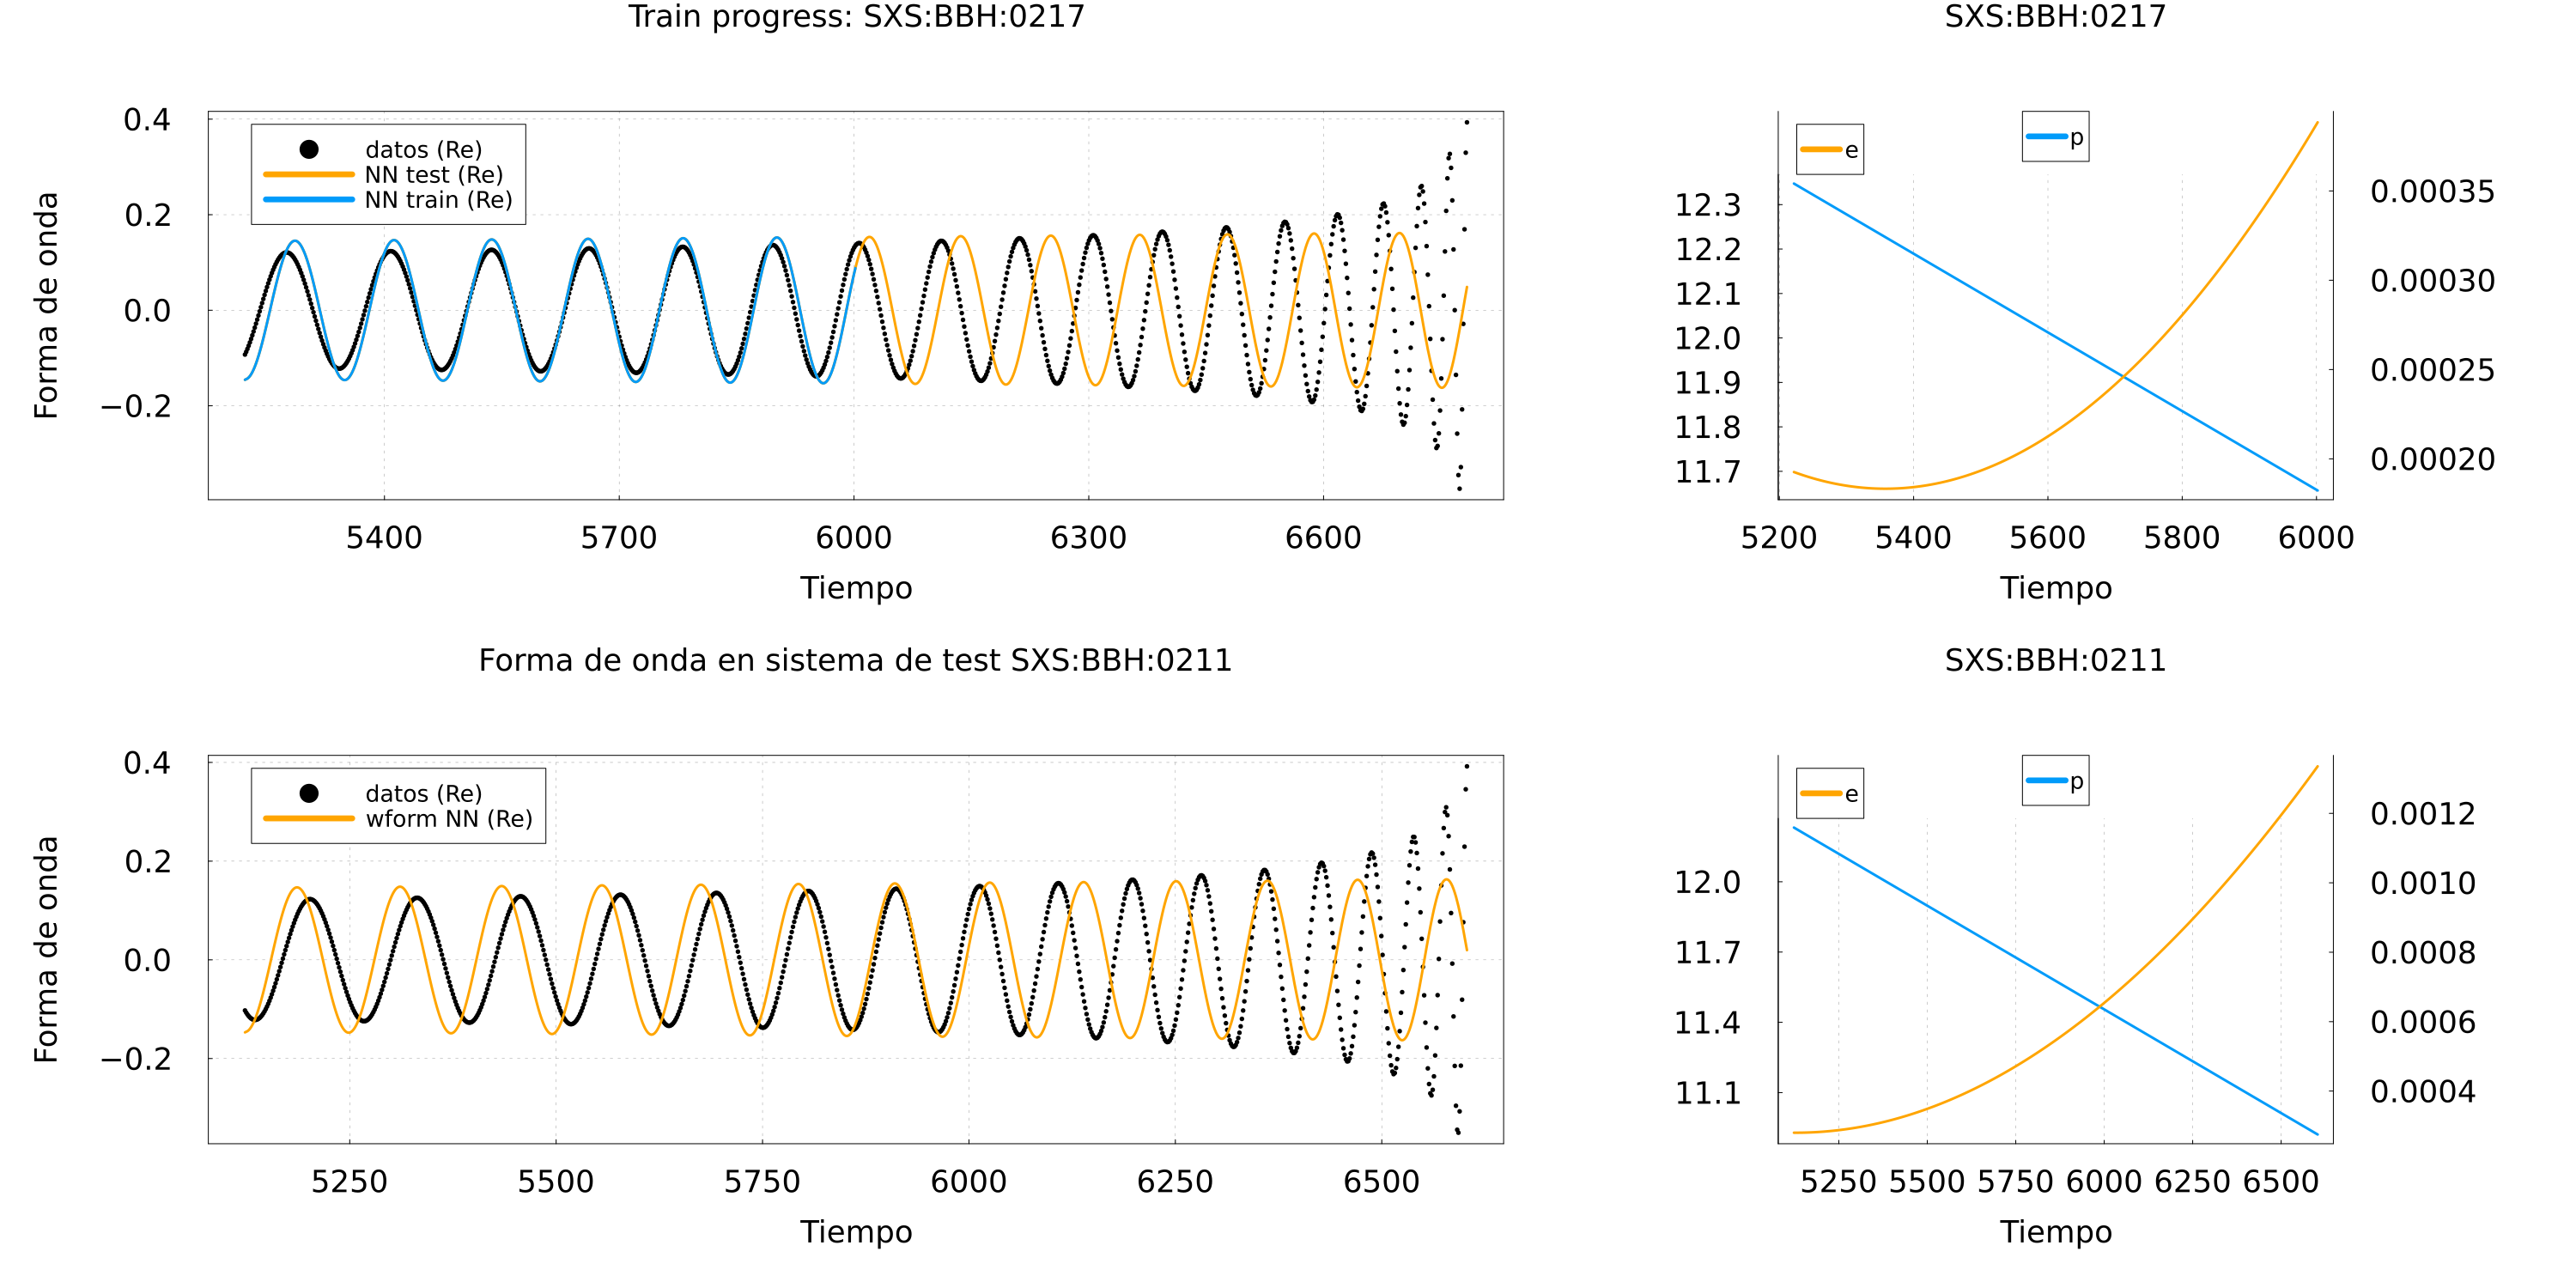 Train progress: SXS:BBH:0217
0.4
0.2
0.0
−0.2
Forma de onda
datos (Re)
NN test (Re)
NN train (Re)
5400 5700 6000 6300 6600
Tiempo
SXS:BBH:0217
e
p
12.3
12.2
12.1
12.0
11.9
11.8
11.7
0.00035
0.00030
0.00025
0.00020
5200 5400 5600 5800 6000
Tiempo
Forma de onda en sistema de test SXS:BBH:0211
0.4
0.2
0.0
−0.2
Forma de onda
datos (Re)
wform NN (Re)
5250 5500 5750 6000 6250 6500
Tiempo
SXS:BBH:0211
e
p
12.0
11.7
11.4
11.1
0.0012
0.0010
0.0008
0.0006
0.0004
5250 5500 5750 6000 6250 6500
Tiempo